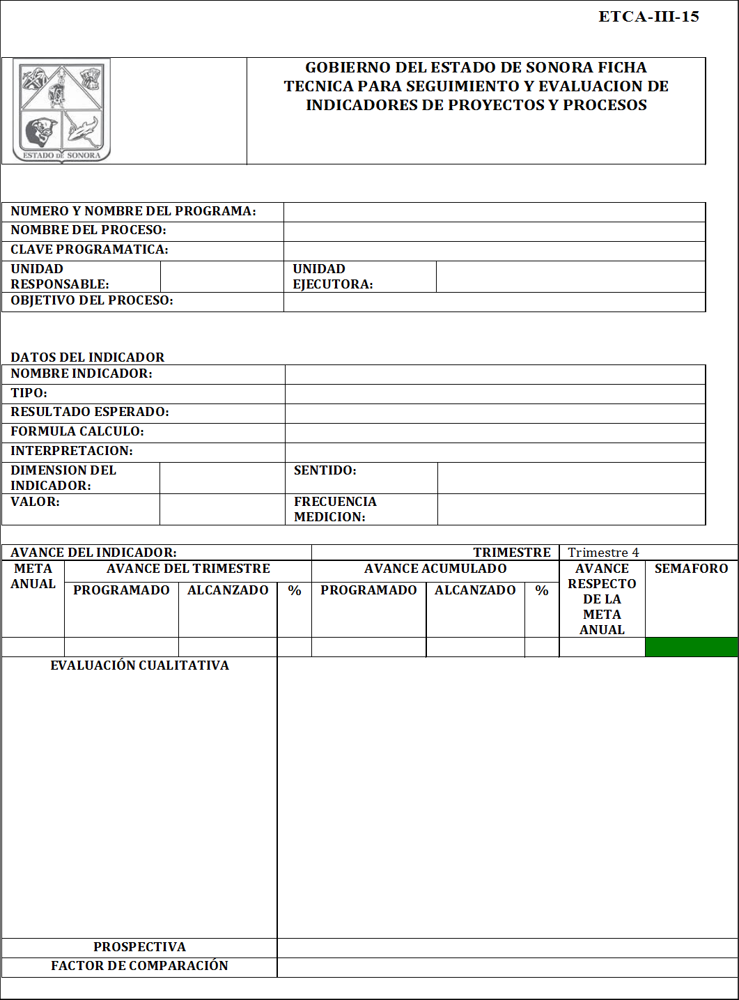 ETCA-III-15
GOBIERNO DEL ESTADO DE SONORA FICHA
TECNICA PARA SEGUIMIENTO Y EVALUACION DE
INDICADORES DE PROYECTOS Y PROCESOS
ESTADO DE SONORA
NUMERO Y NOMBRE DEL PROGRAMA:
NOMBRE DEL PROCESO:
CLAVE PROGRAMATICA:
UNIDAD
RESPONSABLE:
UNIDAD
EJECUTORA:
OBJETIVO DEL PROCESO:
DATOS DEL INDICADOR
NOMBRE INDICADOR:
TIPO:
RESULTADO ESPERADO:
FORMULA CALCULO:
INTERPRETACION:
DIMENSION DEL
INDICADOR:
SENTIDO:
VALOR:
FRECUENCIA
MEDICION:
AVANCE DEL INDICADOR:
TRIMESTRE
Trimestre 4
META
ANUAL
AVANCE DEL TRIMESTRE
AVANCE ACUMULADO
AVANCE
RESPECTO
DE LA
META
ANUAL
SEMAFORO
PROGRAMADO
ALCANZADO
%
PROGRAMADO
ALCANZADO
%
EVALUACIÓN CUALITATIVA
PROSPECTIVA
FACTOR DE COMPARACIÓN